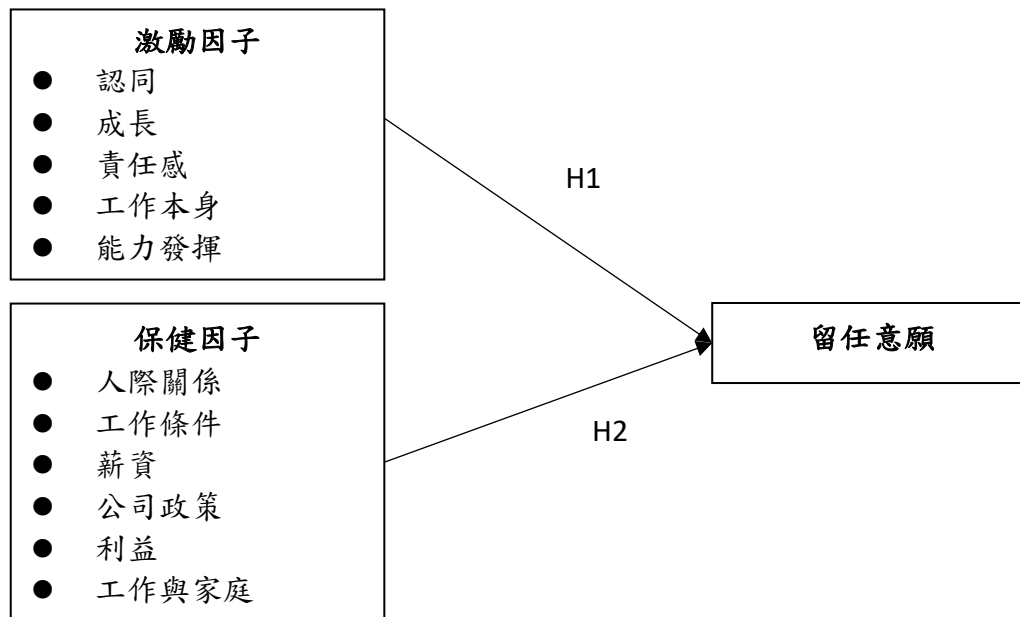 激勵因子
● 認同
● 成長
● 責任感
● 工作本身
● 能力發揮
H1
保健因子
● 人際關係
● 工作條件
● 薪資
● 公司政策
● 利益
● 工作與家庭
H2
留任意願